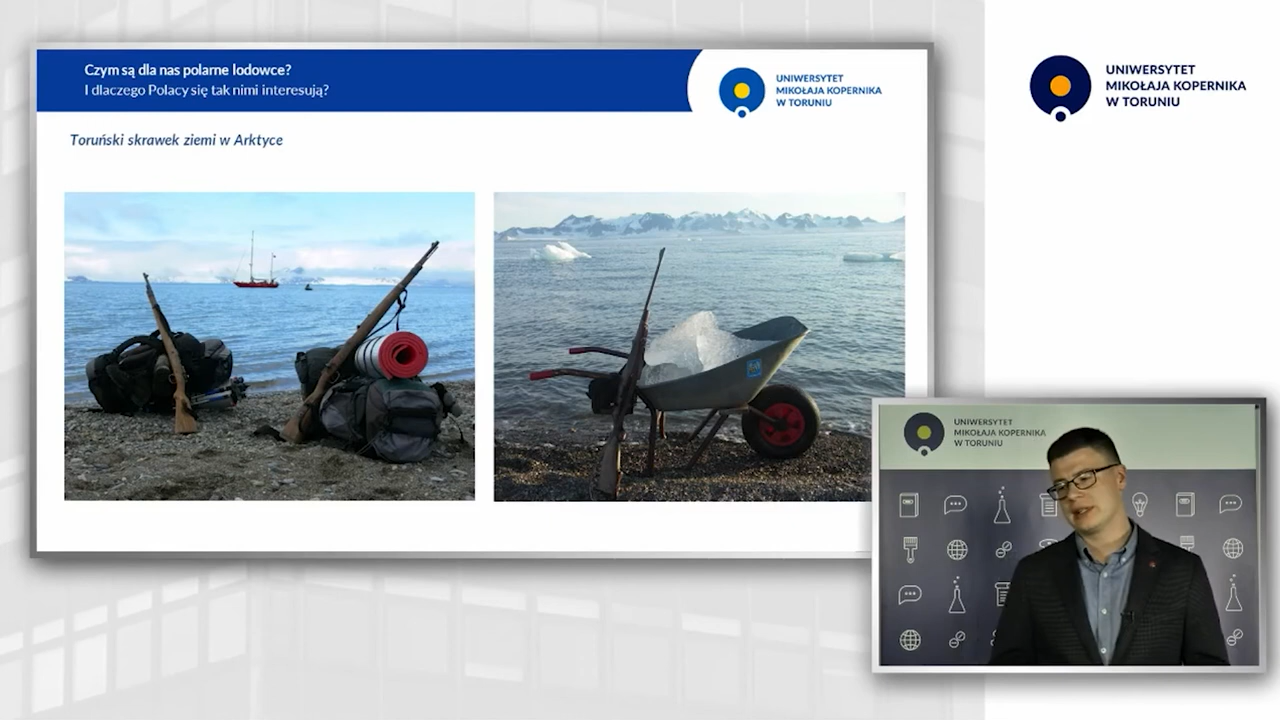 Czym są dla nas polarne lodowce?
I dlaczego Polacy się tak nimi interesują?
UNIWERSYTET
MIKOŁAJA KOPERNIKA
W TORUNIU
Toruński skrawek ziemi w Arktyce
UNIWERSYTET
MIKOŁAJA KOPERNIKA
W TORUNIU
UNIWERSYTET
MIKOŁAJA KOPERNIKA
W TORUNIU